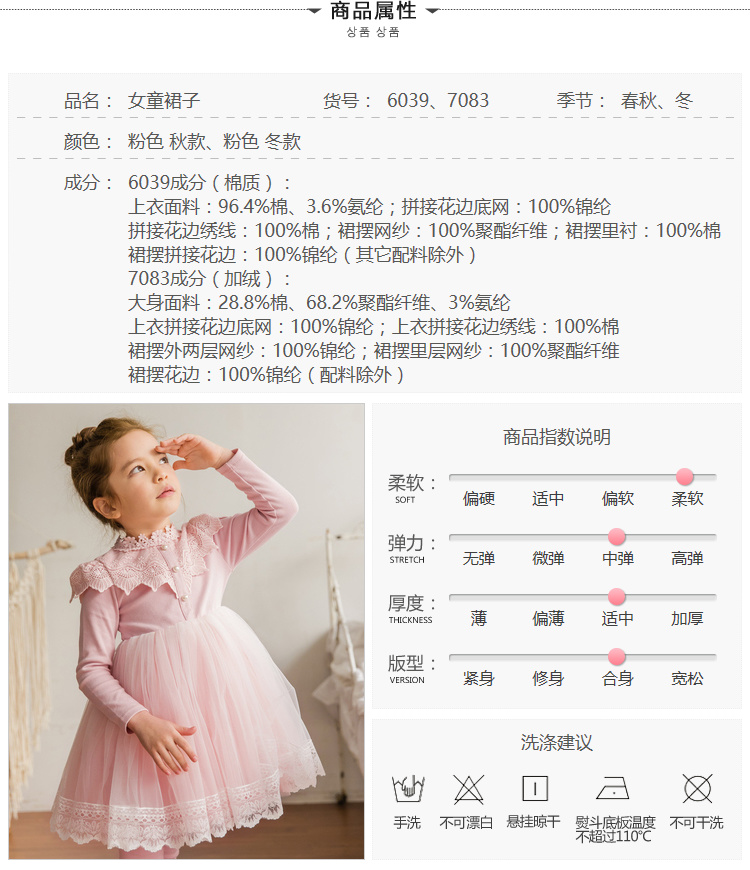 商品属性
상품 상품
品名： 女童裙子 货号： 6039、7083 季节： 春秋、冬
颜色： 粉色 秋款、粉色 冬款
成分： 6039成分（棉质）：
上衣面料：96.4%棉、3.6%氨纶；拼接花边底网：100%锦纶
拼接花边绣线：100%棉；裙摆网纱：100%聚酯纤维；裙摆里衬：100%棉
裙摆拼接花边：100%锦纶（其它配料除外）
7083成分（加绒）：
大身面料：28.8%棉、68.2%聚酯纤维、3%氨纶
上衣拼接花边底网：100%锦纶；上衣拼接花边绣线：100%棉
裙摆外两层网纱：100%锦纶；裙摆里层网纱：100%聚酯纤维
裙摆花边：100%锦纶（配料除外）
商品指数说明
柔软：
SOFT
偏硬 适中 偏软 柔软
弹力：
STRETCH
无弹 微弹 中弹 高弹
厚度：
THICKNESS
薄 偏薄 适中 加厚
版型：
VERSION
紧身 修身 合身 宽松
洗涤建议
手洗 不可漂白 悬挂晾干 熨斗底板温度 不可干洗
不超过110℃